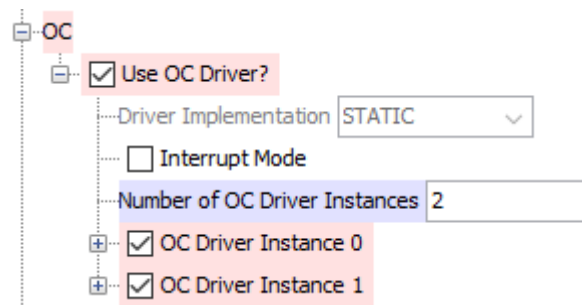 OC
Use OC Driver?
Driver Implementation STATIC
Interrupt Mode
Number of OC Driver Instances 2
OC Driver Instance 0
OC Driver Instance 1